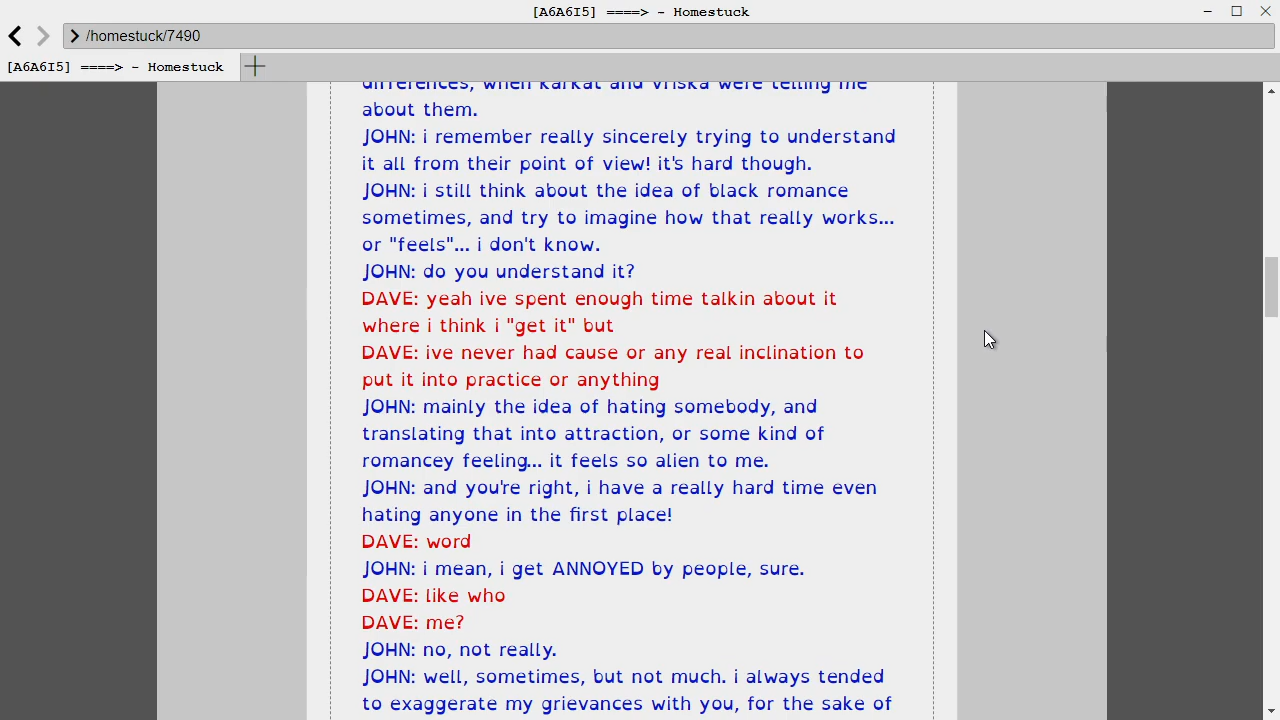 [A6A6I5] ====> - Homestuck
/homestuck/7490
[A6A6I5] ====> - Homestuck
differences, when karkat and vriska were telling me
about them.
JOHN: i remember really sincerely trying to understand
it all from their point of view! it's hard though.
JOHN: i still think about the idea of black romance
sometimes, and try to imagine how that really works...
or "feels"... i don't know.
JOHN: do you understand it?
DAVE: yeah ive spent enough time talkin about it
where i think i "get it" but
DAVE: ive never had cause or any real inclination to
put it into practice or anything
JOHN: mainly the idea of hating somebody, and
translating that into attraction, or some kind of
romancey feeling... it feels so alien to me.
JOHN: and you're right, i have a really hard time even
hating anyone in the first place!
DAVE: word
JOHN: i mean, i get ANNOYED by people, sure.
DAVE: like who
DAVE: me?
JOHN: no, not really.
JOHN: well, sometimes, but not much. i always tended
to exaggerate my grievances with you, for the sake of